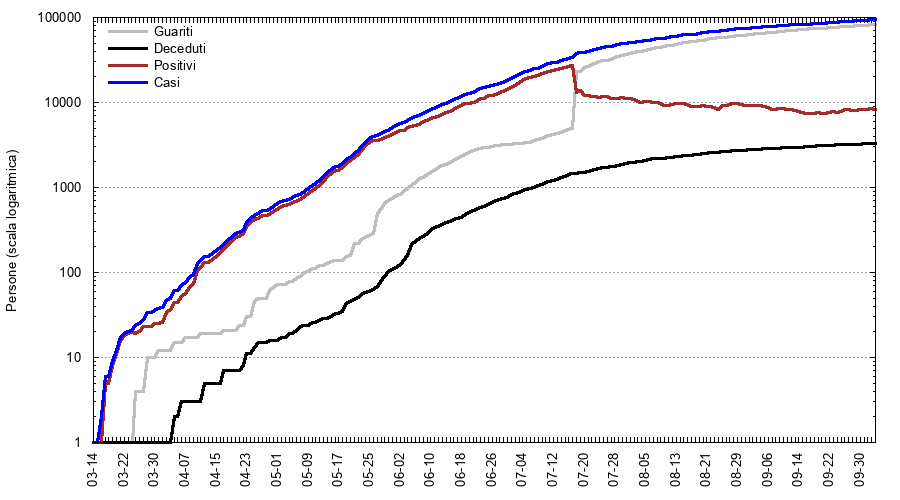 100000
10000
1000
100
10
1
Persone (scala logaritmica)
Guariti
Deceduti
Positivi
Casi
03-14 03-22 03-30 04-07 04-15 04-23 05-01 05-09 05-17 05-25 06-02 06-10 06-18 06-26 07-04 07-12 07-20 07-28 08-05 08-13 08-21 08-29 09-06 09-14 09-22 09-30